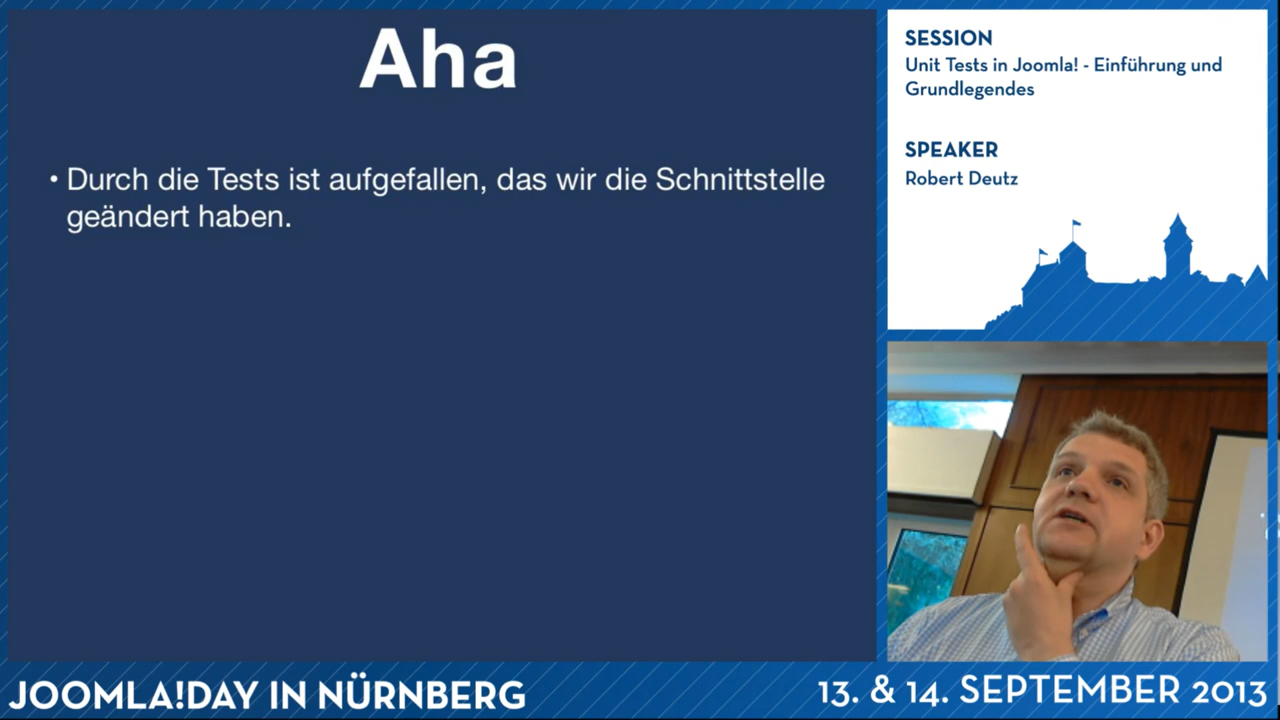 Aha
• Durch die Tests ist aufgefallen, das wir die Schnittstelle
geändert haben.
SESSION
Unit Tests in Joomla! - Einführung und
Grundlegendes
SPEAKER
Robert Deutz
JOOMLA!DAY IN NÜRNBERG
13. & 14. SEPTEMBER 2013